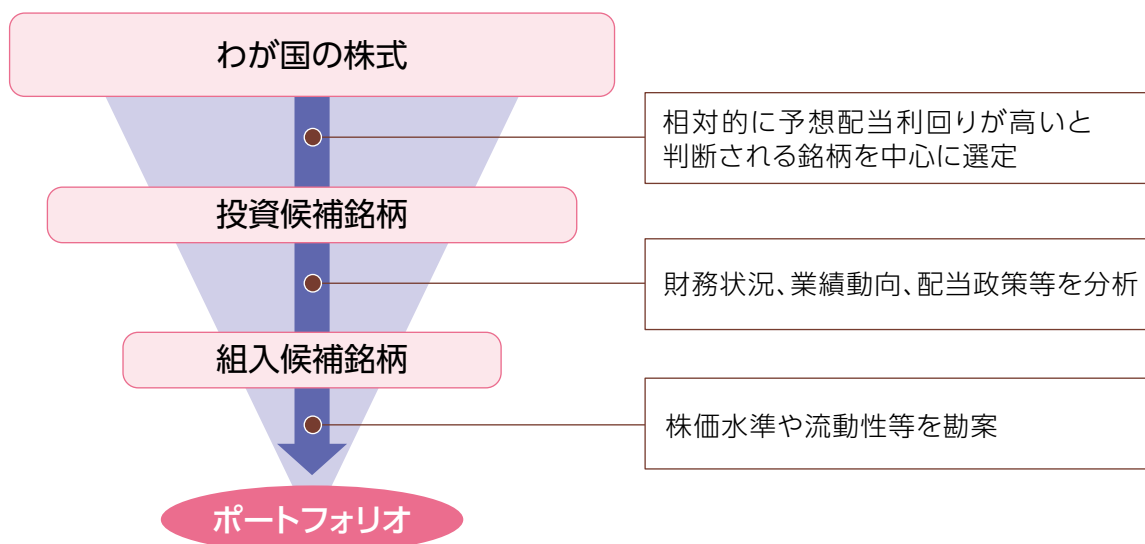 わが国の株式
相対的に予想配当利回りが高いと
判断される銘柄を中心に選定
投資候補銘柄
財務状況、業績動向、配当政策等を分析
組入候補銘柄
株価水準や流動性等を勘案
ポートフォリオ